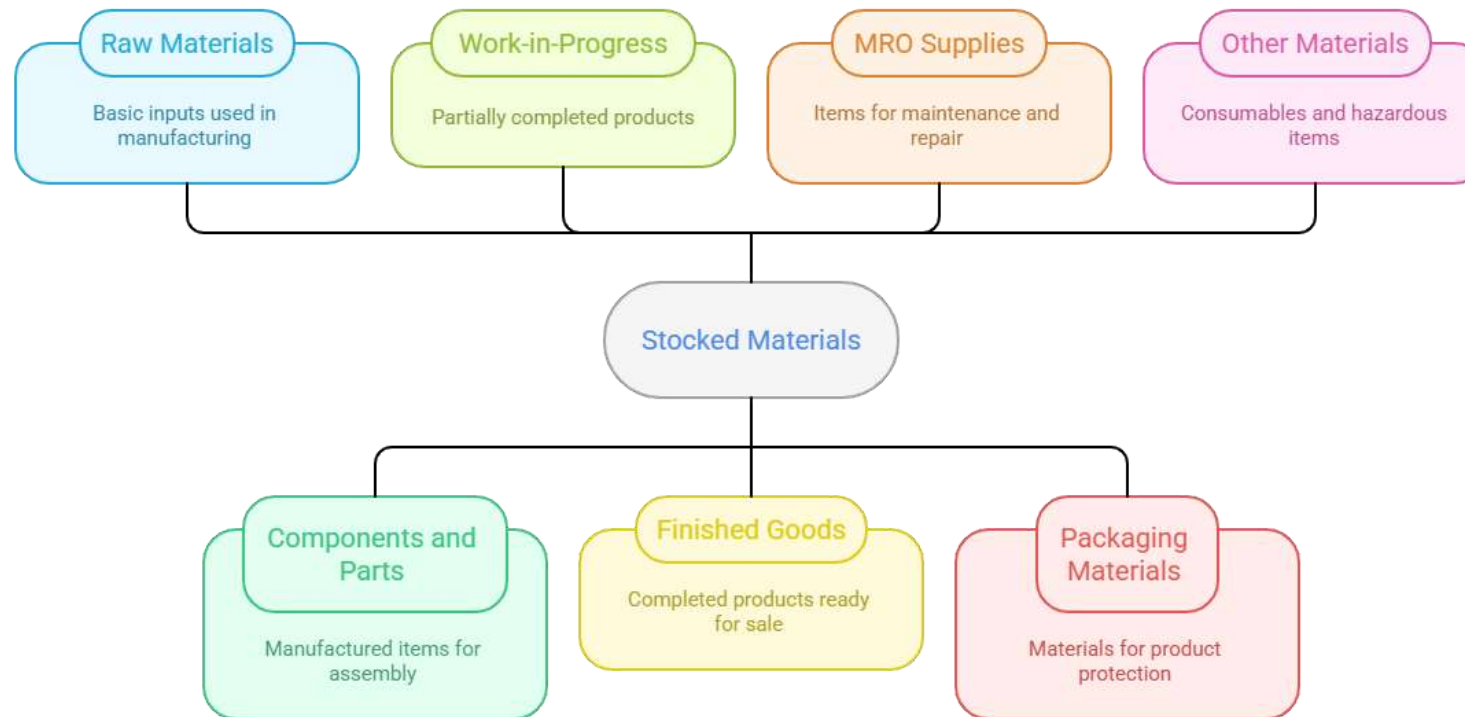 Raw Materials
Basic inputs used in
manufacturing
Work-in-Progress
Partially completed products
MRO Supplies
Items for maintenance and
repair
Other Materials
Consumables and hazardous
items
Stocked Materials
Components and
Parts
Manufactured items for
assembly
Finished Goods
Completed products ready
for sale
Packaging
Materials
Materials for product
protection